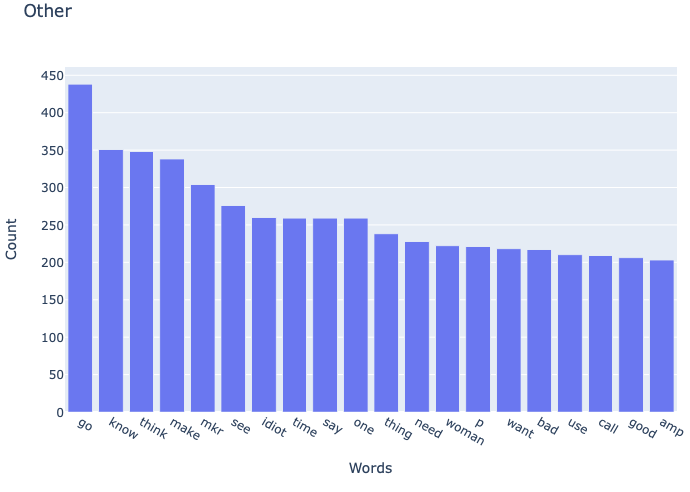 Other
450
400
350
300
250
200
150
100
50
0
Count
go know think make mkr see idiot time say one thing need woman p want bad use call good amp
Words